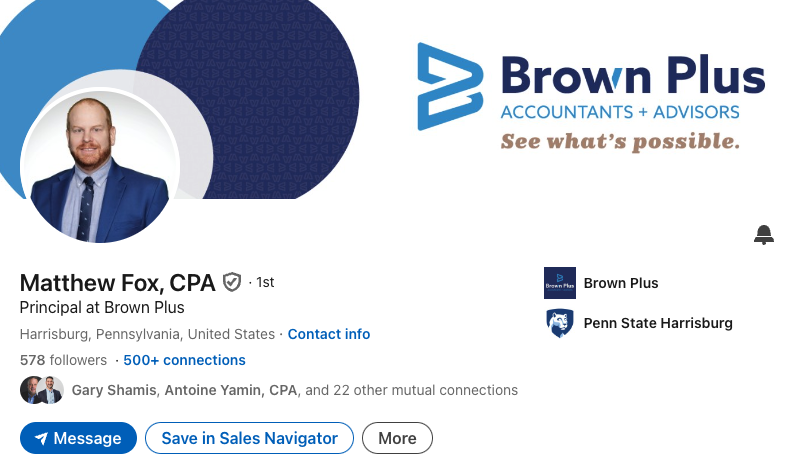 Brown Plus
ACCOUNTANTS + ADVISORS
See what's possible.
Matthew Fox, CPA · 1st
Principal at Brown Plus
Harrisburg, Pennsylvania, United States · Contact info
578 followers · 500+ connections
Gary Shamis, Antoine Yamin, CPA, and 22 other mutual connections
Message
Save in Sales Navigator
More
Brown Plus
Brown Plus
Penn State Harrisburg